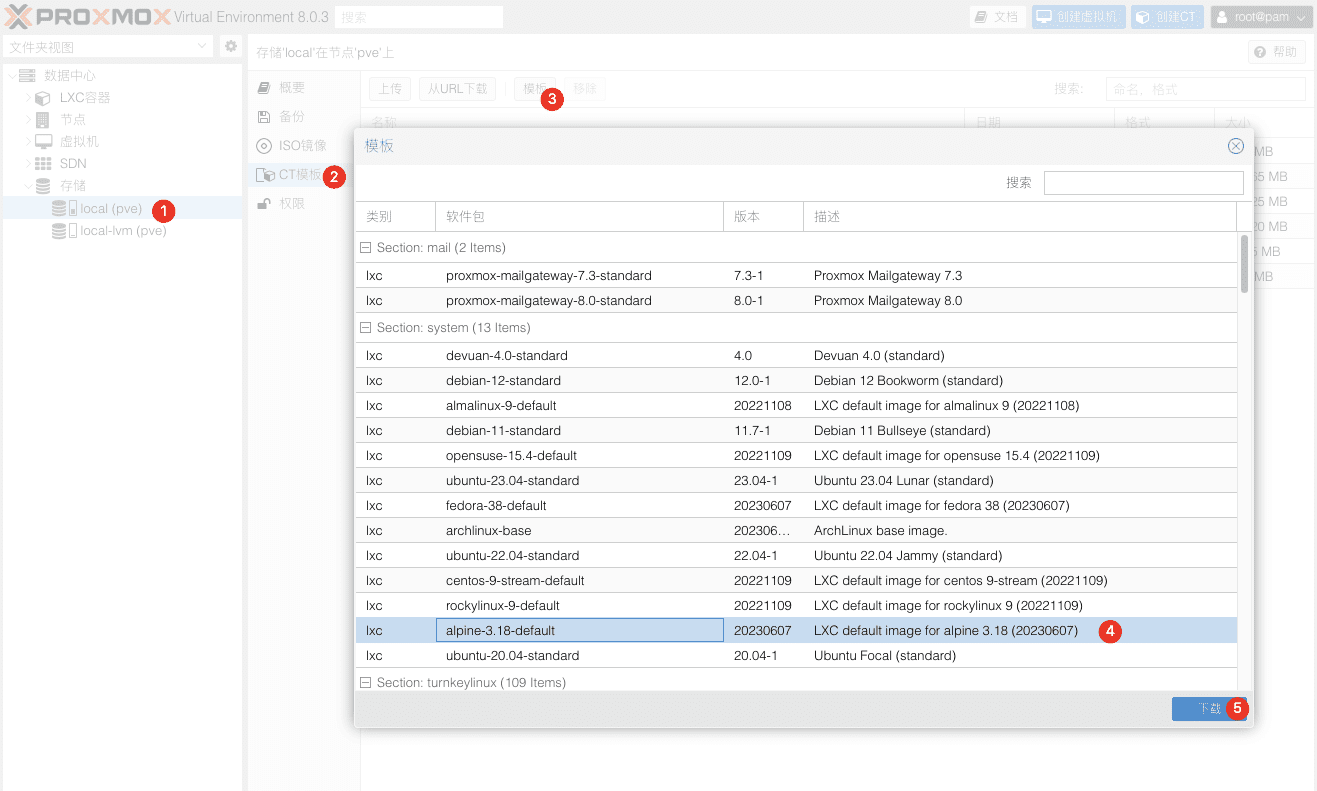 PROXMOX Virtual Environment 8.0.3 搜索 文档 创建虚拟机 创建CT root@pam
文件夹视图
存储'local'在节点'pve'上 帮助
数据中心
LXC容器
节点
虚拟机
SDN
存储
local (pve) 1
local-lvm (pve)
概要
备份
ISO镜像
CT模板 2
权限
上传 从URL下载 模板 3 移除 搜索: 命名、格式
名称 日期 格式 大小
MB
65 MB
25 MB
20 MB
5 MB
MB
模板
搜索
类别 软件包 版本 描述
Section: mail (2 Items)
lxc proxmox-mailgateway-7.3-standard 7.3-1 Proxmox Mailgateway 7.3
lxc proxmox-mailgateway-8.0-standard 8.0-1 Proxmox Mailgateway 8.0
Section: system (13 Items)
lxc devuan-4.0-standard 4.0 Devuan 4.0 (standard)
lxc debian-12-standard 12.0-1 Debian 12 Bookworm (standard)
lxc almalinux-9-default 20221108 LXC default image for almalinux 9 (20221108)
lxc debian-11-standard 11.7-1 Debian 11 Bullseye (standard)
lxc opensuse-15.4-default 20221109 LXC default image for opensuse 15.4 (20221109)
lxc ubuntu-23.04-standard 23.04-1 Ubuntu 23.04 Lunar (standard)
lxc fedora-38-default 20230607 LXC default image for fedora 38 (20230607)
lxc archlinux-base 202306… ArchLinux base image.
lxc ubuntu-22.04-standard 22.04-1 Ubuntu 22.04 Jammy (standard)
lxc centos-9-stream-default 20221109 LXC default image for centos 9-stream (20221109)
lxc rockylinux-9-default 20221109 LXC default image for rockylinux 9 (20221109)
lxc alpine-3.18-default 20230607 LXC default image for alpine 3.18 (20230607) 4
lxc ubuntu-20.04-standard 20.04-1 Ubuntu Focal (standard)
Section: turnkeylinux (109 Items)
下载 5